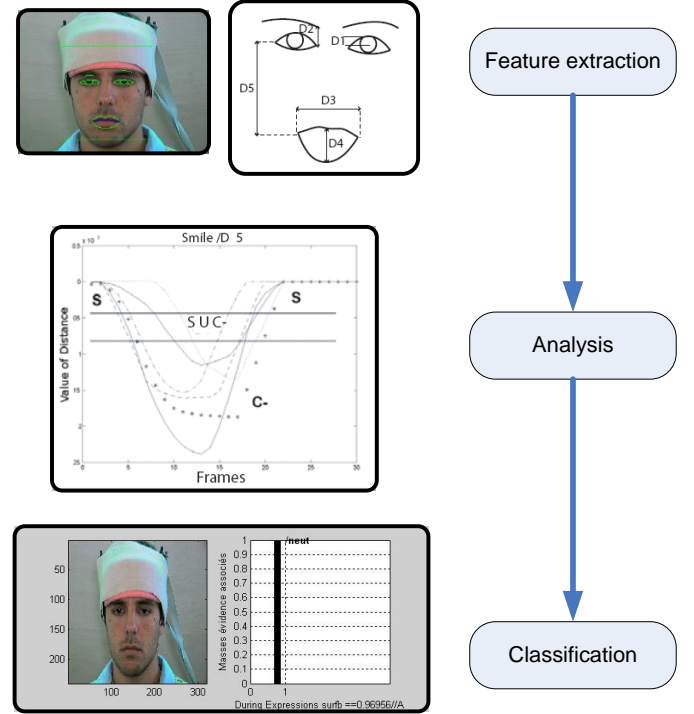 D2
D1
D5
D3
D4
Feature extraction
Smile /D 5
S
S
S U C-
C-
Value of Distance
0
5
10
15
20
25
30
Frames
Analysis
50
100
150
200
100
200
300
/neut
1
0.9
0.8
0.7
0.6
0.5
0.4
0.3
0.2
0.1
0
0
1
Masses évidence associés
During Expressions surfb ==0.96956//A
Classification